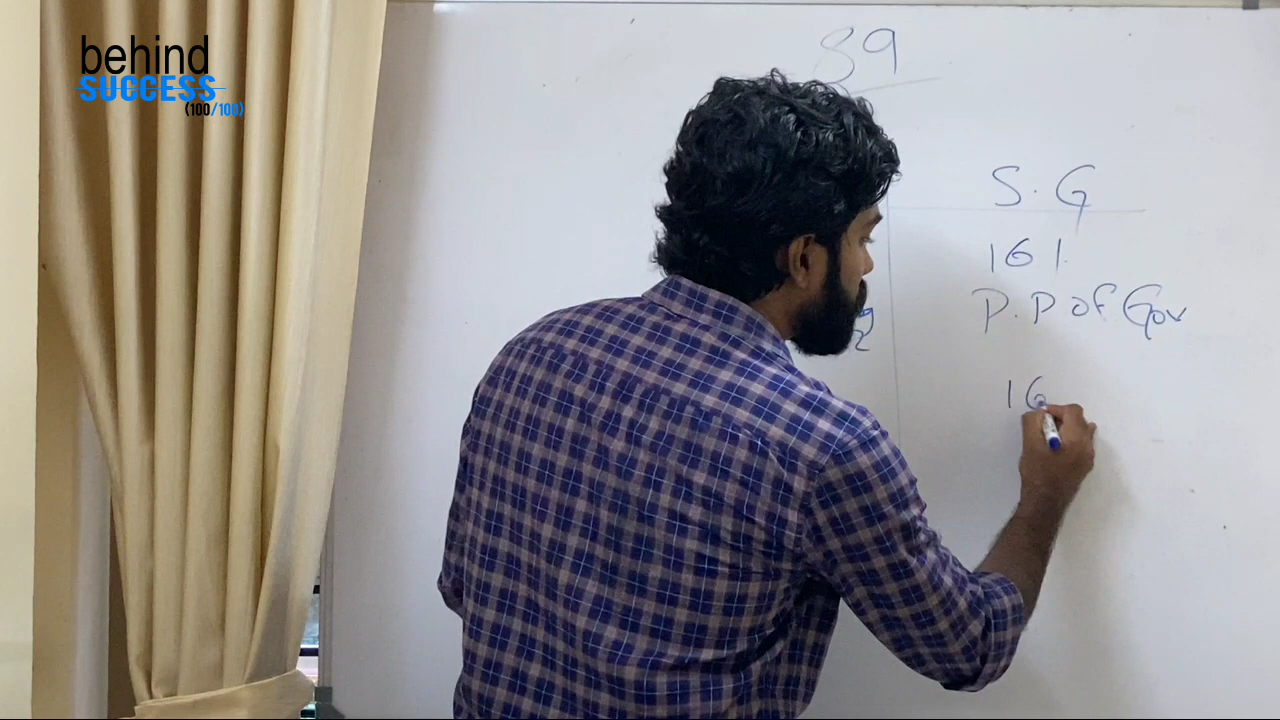 behind
SUCCESS
(100/100)
89
S.G
161.
P.P of Gov
16